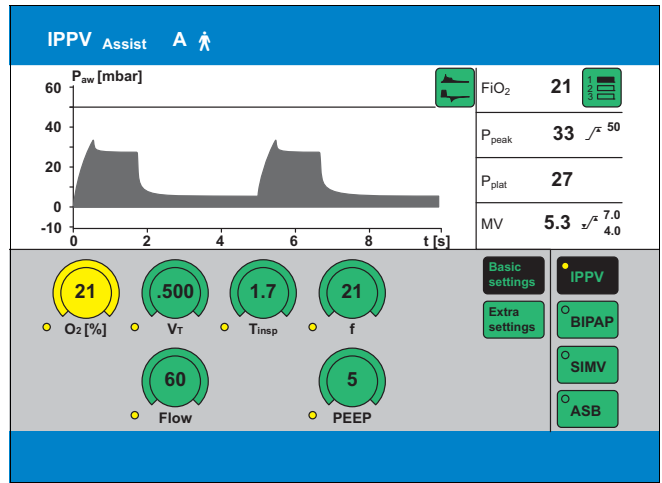 IPPV Assist A
Paw [mbar]
60
40
20
0
-10
0 2 4 6 8 t [s]
FiO2 21
1
2
3
Ppeak 33 50
Pplat 27
MV 5.3 7.0
4.0
21
O2 [%]
.500
VT
1.7
Tinsp
21
f
60
Flow
5
PEEP
Basic
settings
Extra
settings
IPPV
BIPAP
SIMV
ASB